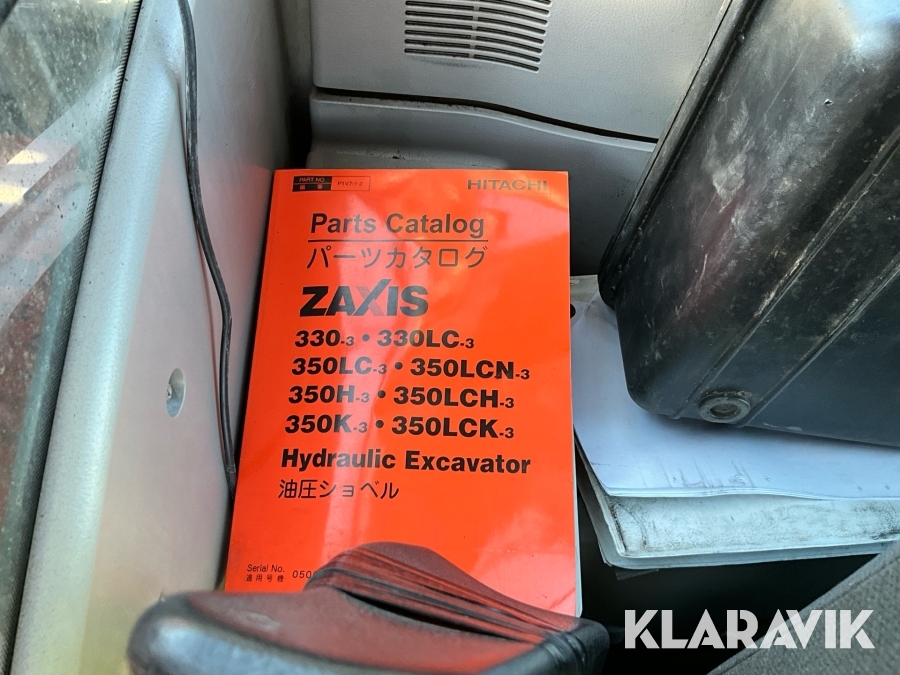 PART NO.
HITACHI
Parts Catalog
パーツカタログ
ZAXIS
330-3・330LC-3
350LC-3・350LCN-3
350H-3・350LCH-3
350K-3・350LCK-3
Hydraulic Excavator
油圧ショベル
Serial No.
適用号機 050
KLARAVIK